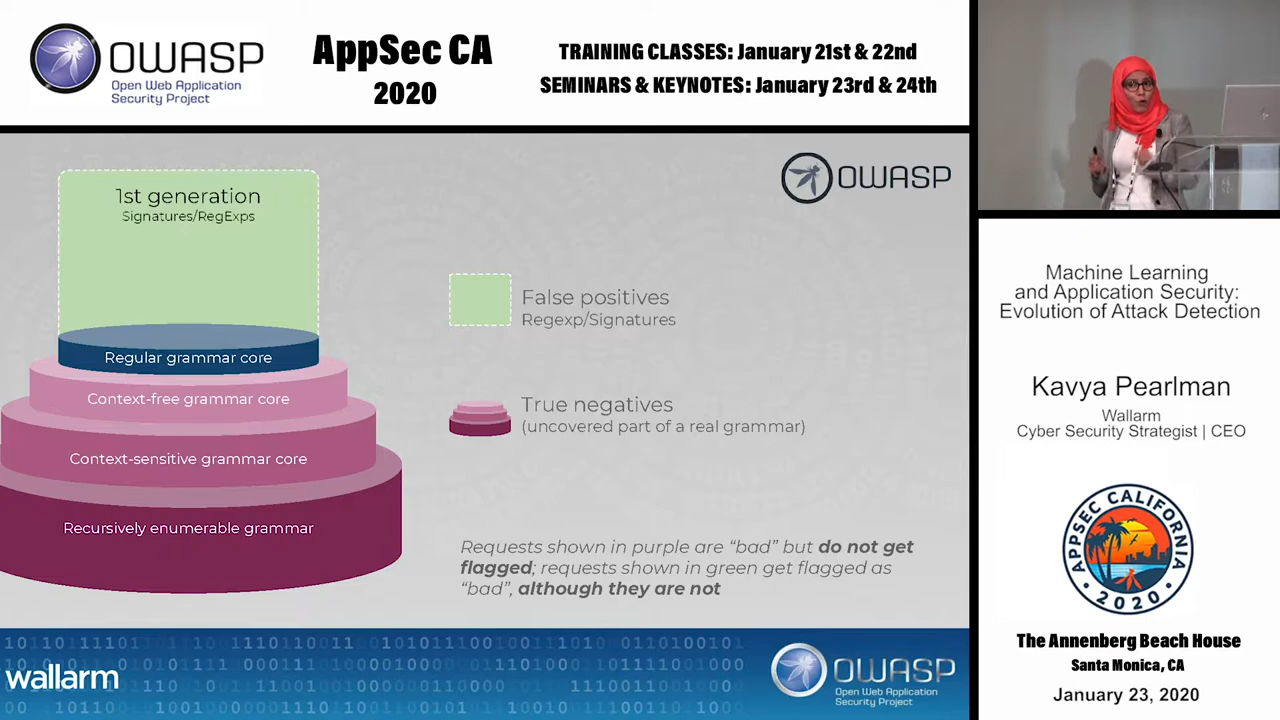 OWASP
Open Web Application
Security Project
AppSec CA
2020
TRAINING CLASSES: January 21st & 22nd
SEMINARS & KEYNOTES: January 23rd & 24th
1st generation
Signatures/RegExps
Regular grammar core
Context-free grammar core
Context-sensitive grammar core
Recursively enumerable grammar
OWASP
False positives
Regexp/Signatures
True negatives
(uncovered part of a real grammar)
Requests shown in purple are “bad” but do not get
flagged; requests shown in green get flagged as
“bad”, although they are not
wallarm
OWASP
Open Web Application
Security Project
Machine Learning
and Application Security:
Evolution of Attack Detection
Kavya Pearlman
Wallarm
Cyber Security Strategist | CEO
APPSEC CALIFORNIA
2020
The Annenberg Beach House
Santa Monica, CA
January 23, 2020